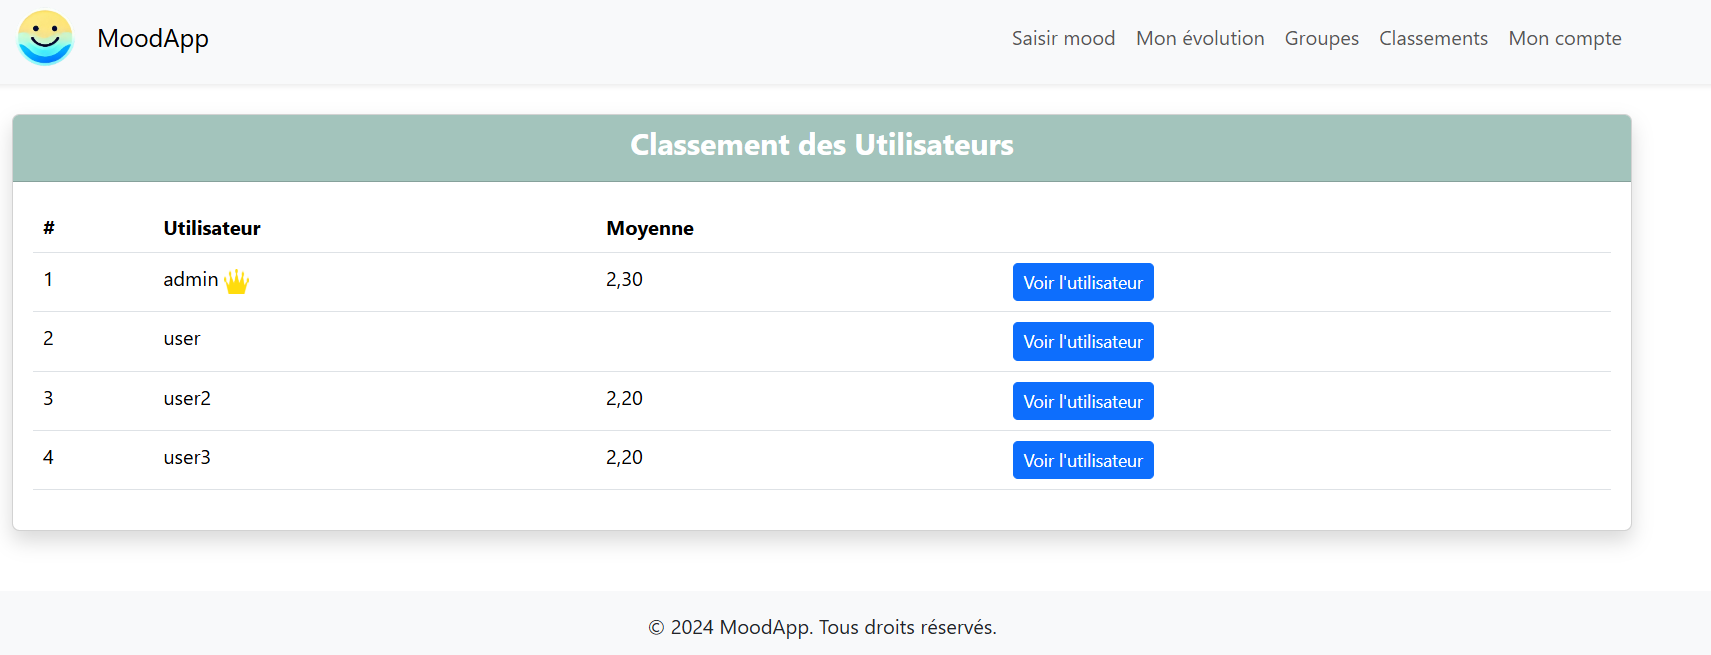 MoodApp Saisir mood Mon évolution Groupes Classements Mon compte
Classement des Utilisateurs
# Utilisateur Moyenne
1 admin 2,30 Voir l'utilisateur
2 user Voir l'utilisateur
3 user2 2,20 Voir l'utilisateur
4 user3 2,20 Voir l'utilisateur
© 2024 MoodApp. Tous droits réservés.